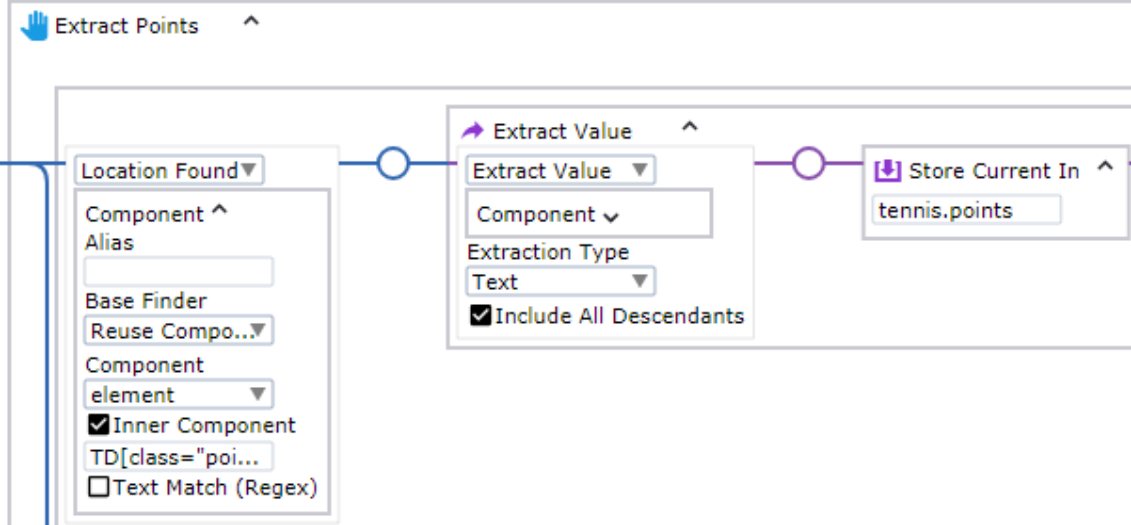 Extract Points
Extract Value
Location Found
Extract Value
Store Current In
Component
Component
tennis.points
Alias
Extraction Type
Text
Base Finder
Include All Descendants
Reuse Compo...
Component
element
Inner Component
TD[class="poi...
Text Match (Regex)